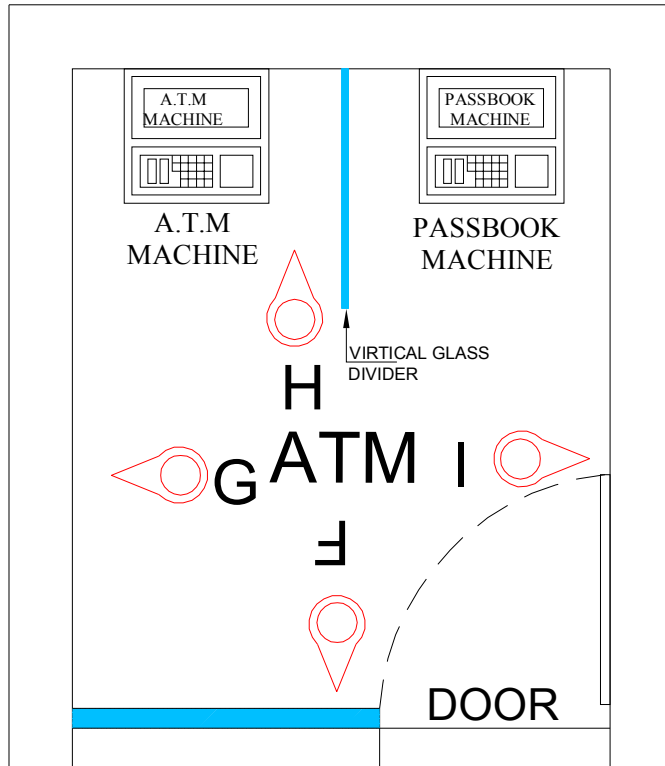 A.T.M
MACHINE
PASSBOOK
MACHINE
A.T.M
MACHINE
PASSBOOK
MACHINE
VIRTICAL GLASS
DIVIDER
H
G
ATM
I
F
DOOR